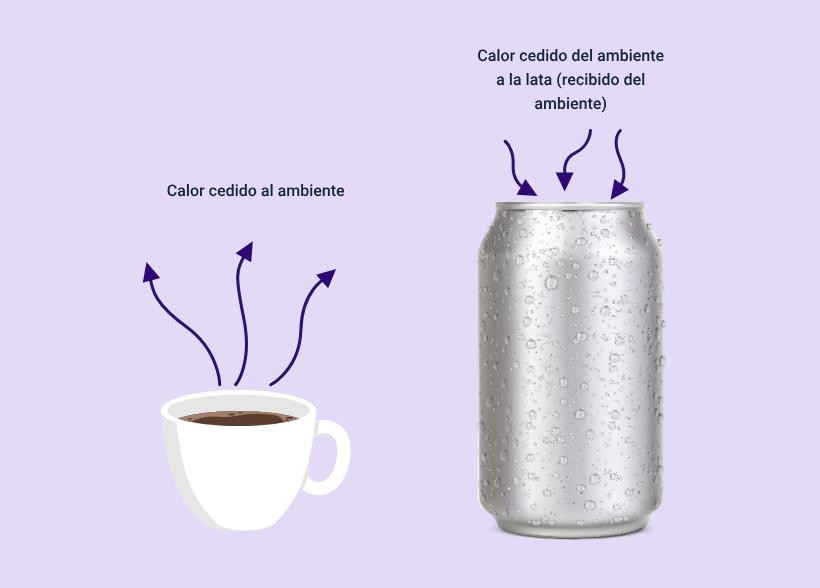 Calor cedido al ambiente
Calor cedido del ambiente
a la lata (recibido del
ambiente)